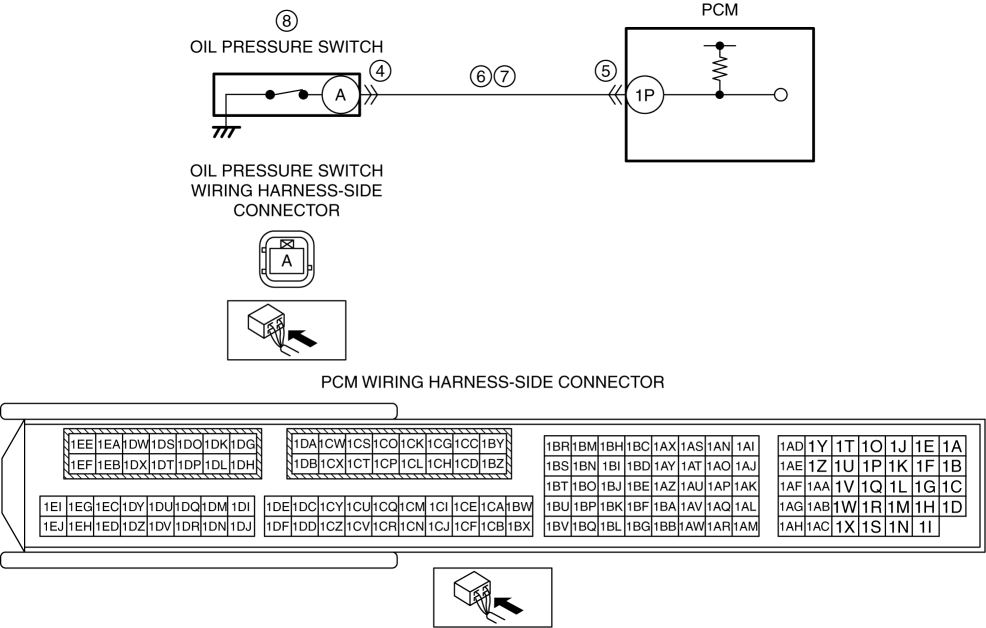 PCM
8
OIL PRESSURE SWITCH
4
6 7
5
A
1P
OIL PRESSURE SWITCH
WIRING HARNESS-SIDE
CONNECTOR
A
PCM WIRING HARNESS-SIDE CONNECTOR
1EE 1EA 1DW 1DS 1DO 1DK 1DG 1DA 1CW 1CS 1CO 1CK 1CG 1CC 1BY 1BR 1BM 1BH 1BC 1AX 1AS 1AN 1AI 1AD 1Y 1T 1O 1J 1E 1A
1EF 1EB 1DX 1DT 1DP 1DL 1DH 1DB 1CX 1CT 1CP 1CL 1CH 1CD 1BZ 1BS 1BN 1BI 1BD 1AY 1AT 1AO 1AJ 1AE 1Z 1U 1P 1K 1F 1B
1BT 1BO 1BJ 1BE 1AZ 1AU 1AP 1AK 1AF 1AA 1V 1Q 1L 1G 1C
1EI 1EG 1EC 1DY 1DU 1DQ 1DM 1DI 1DE 1DC 1CY 1CU 1CQ 1CM 1CI 1CE 1CA 1BW 1BU 1BP 1BK 1BF 1BA 1AV 1AQ 1AL 1AG 1AB 1W 1R 1M 1H 1D
1EJ 1EH 1ED 1DZ 1DV 1DR 1DN 1DJ 1DF 1DD 1CZ 1CV 1CR 1CN 1CJ 1CF 1CB 1BX 1BV 1BQ 1BL 1BG 1BB 1AW 1AR 1AM 1AH 1AC 1X 1S 1N 1I